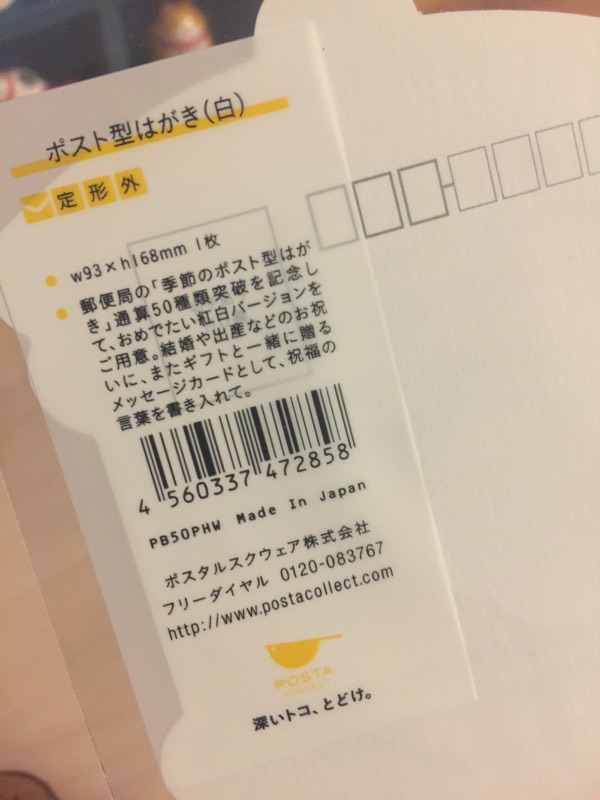 ポスト型はがき(白)
定形外
w93×h168mm 1枚
郵便局の「季節のポスト型はが
き」通算50種類突破を記念し
て、おめでたい紅白バージョンを
ご用意。結婚や出産などのお祝
いに、またギフトと一緒に贈る
メッセージカードとして、祝福の
言葉を書き入れて。
4 560337 472858
PB50PHW Made In Japan
ポスタルスクウェア株式会社
フリーダイヤル 0120-083767
http://www.postacollect.com
POSTA
COLLECT
深いトコ、とどけ。